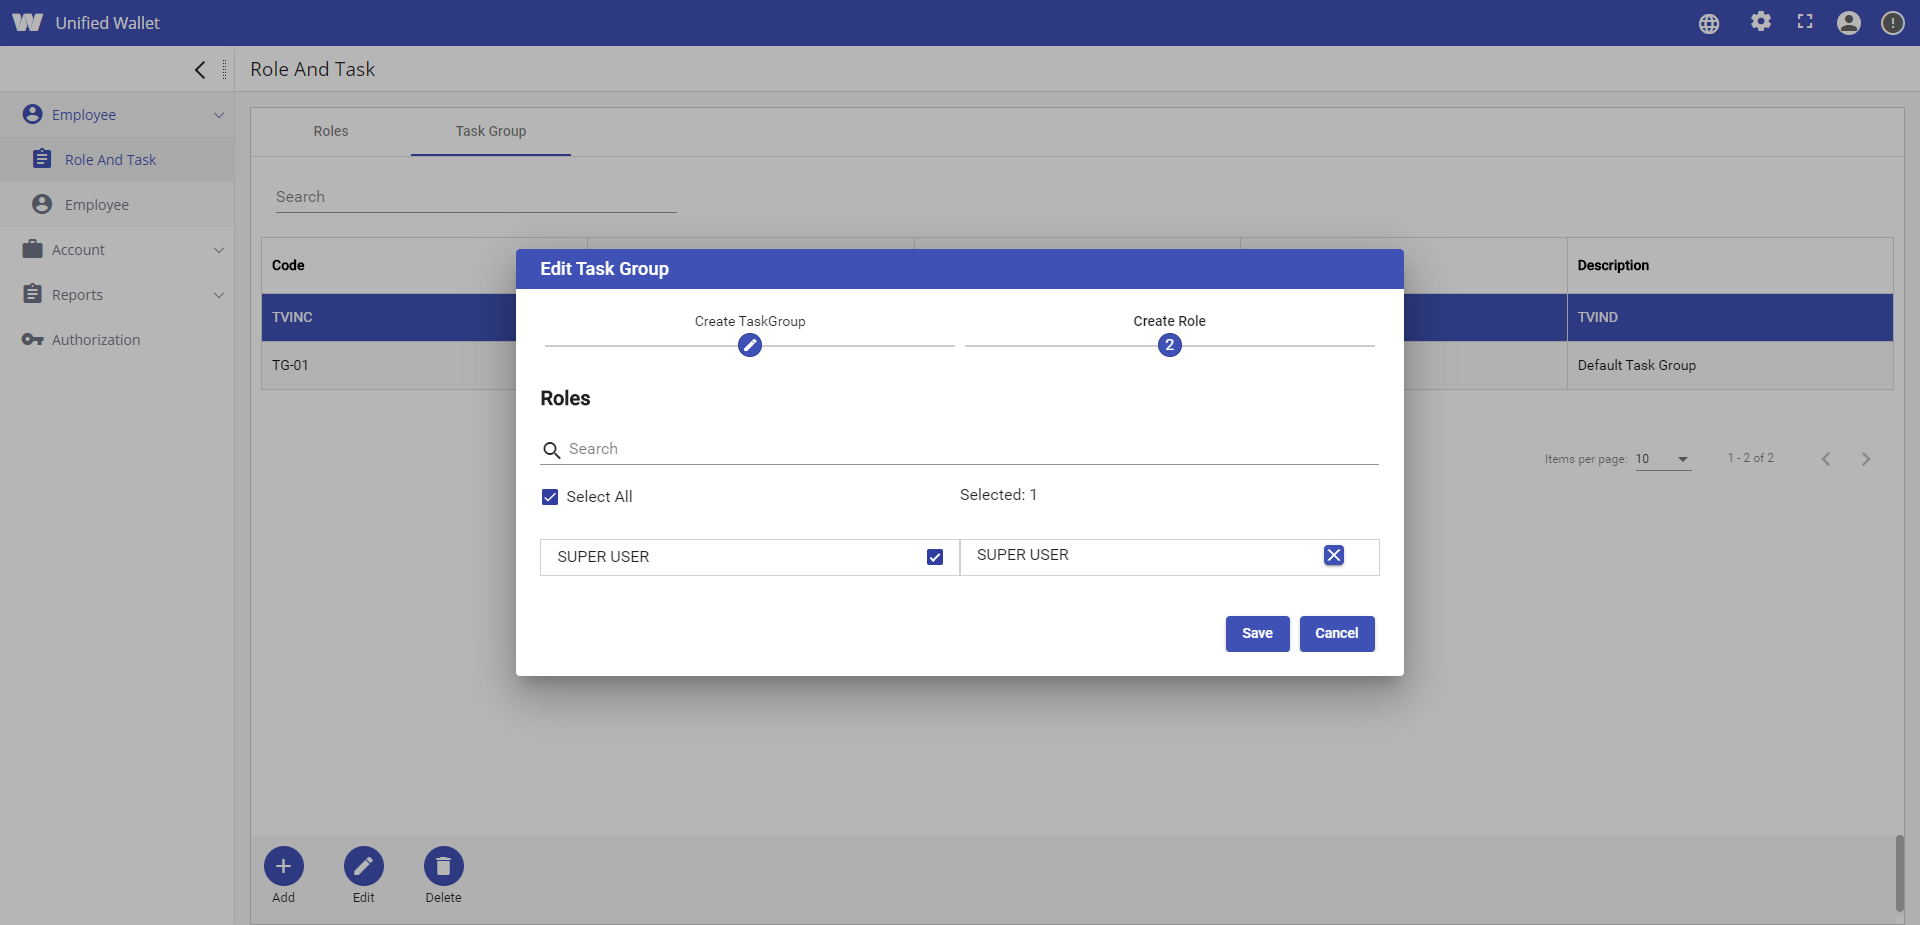 Unified Wallet
Role And Task
Employee
Role And Task
Employee
Account
Reports
Authorization
Roles
Task Group
Search
Code
Description
TVINC
TVIND
TG-01
Default Task Group
Items per page: 10
1 - 2 of 2
Edit Task Group
Create TaskGroup
Create Role
2
Roles
Search
Select All
Selected: 1
SUPER USER
SUPER USER
Save
Cancel
Add
Edit
Delete